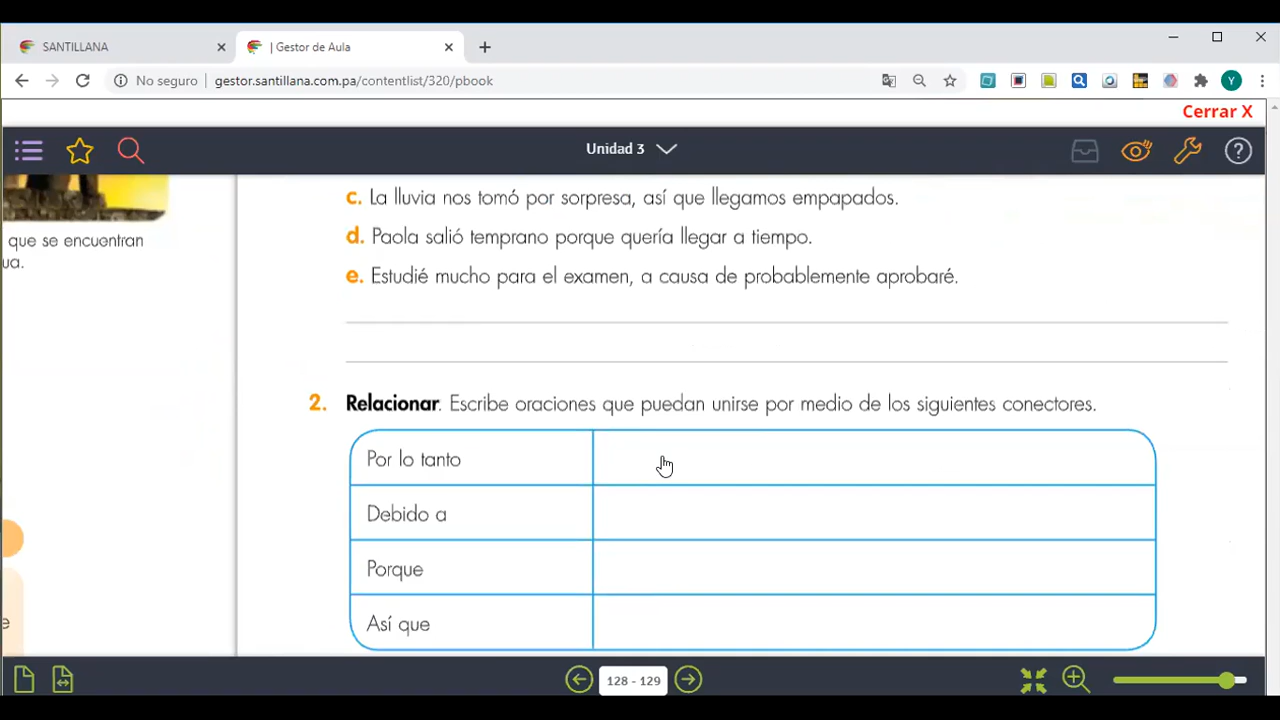 SANTILLANA
| Gestor de Aula
No seguro | gestor.santillana.com.pa/contentlist/320/pbook
Y
Cerrar X
Unidad 3
que se encuentran
ua.
c. La lluvia nos tomó por sorpresa, así que llegamos empapados.
d. Paola salió temprano porque quería llegar a tiempo.
e. Estudié mucho para el examen, a causa de probablemente aprobaré.
2. Relacionar. Escribe oraciones que puedan unirse por medio de los siguientes conectores.
Por lo tanto
Debido a
Porque
Así que
e
128 - 129